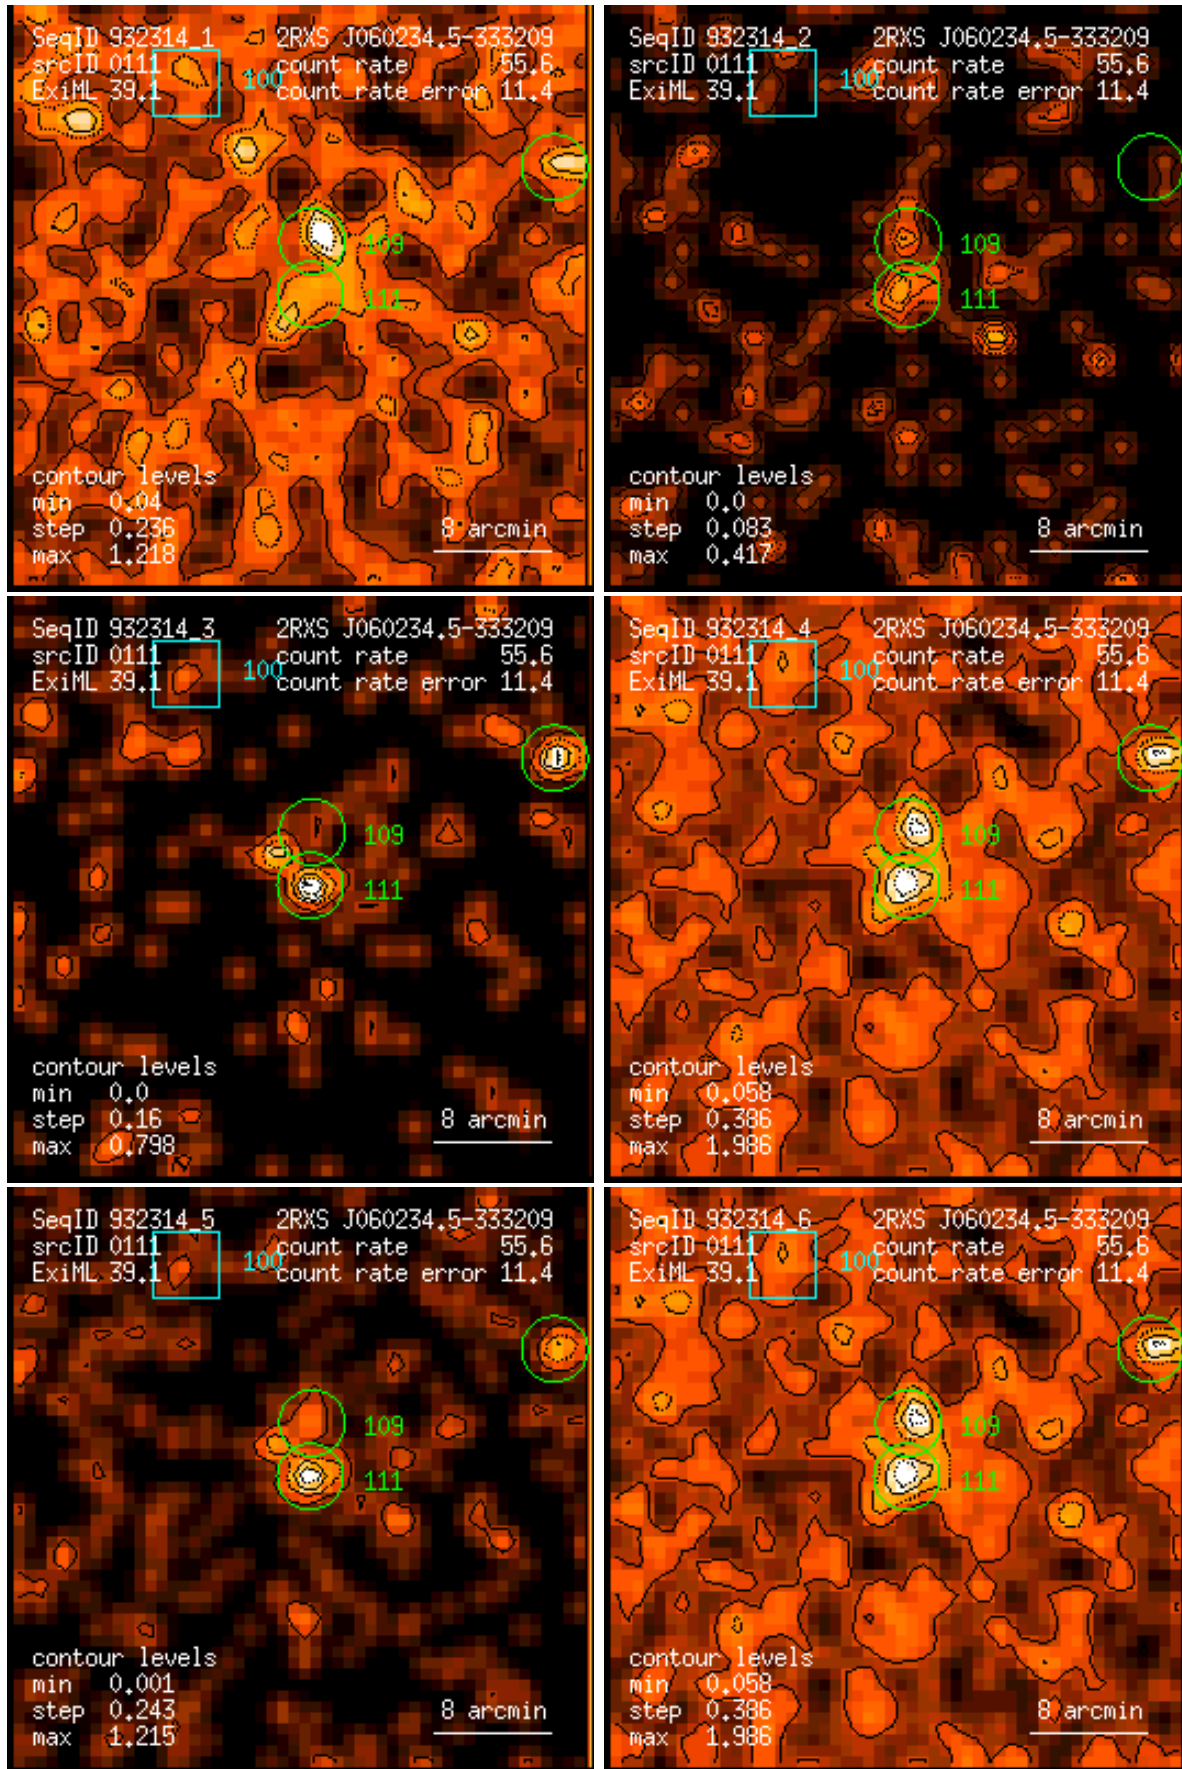 SeqID 932314_1 2RXS J060234.5-333209
srcID 0111 100 count rate 55.6
ExiML 39.1 count rate error 11.4
109
111
contour levels
min 0.04
step 0.236 8 arcmin
max 1.218
SeqID 932314_2 2RXS J060234.5-333209
srcID 0111 100 count rate 55.6
ExiML 39.1 count rate error 11.4
109
111
contour levels
min 0.0
step 0.083 8 arcmin
max 0.417
SeqID 932314_3 2RXS J060234.5-333209
srcID 0111 100 count rate 55.6
ExiML 39.1 count rate error 11.4
109
111
contour levels
min 0.0
step 0.16 8 arcmin
max 0.798
SeqID 932314_4 2RXS J060234.5-333209
srcID 0111 100 count rate 55.6
ExiML 39.1 count rate error 11.4
109
111
contour levels
min 0.058
step 0.386 8 arcmin
max 1.986
SeqID 932314_5 2RXS J060234.5-333209
srcID 0111 100 count rate 55.6
ExiML 39.1 count rate error 11.4
109
111
contour levels
min 0.001
step 0.243 8 arcmin
max 1.215
SeqID 932314_6 2RXS J060234.5-333209
srcID 0111 100 count rate 55.6
ExiML 39.1 count rate error 11.4
109
111
contour levels
min 0.058
step 0.386 8 arcmin
max 1.986